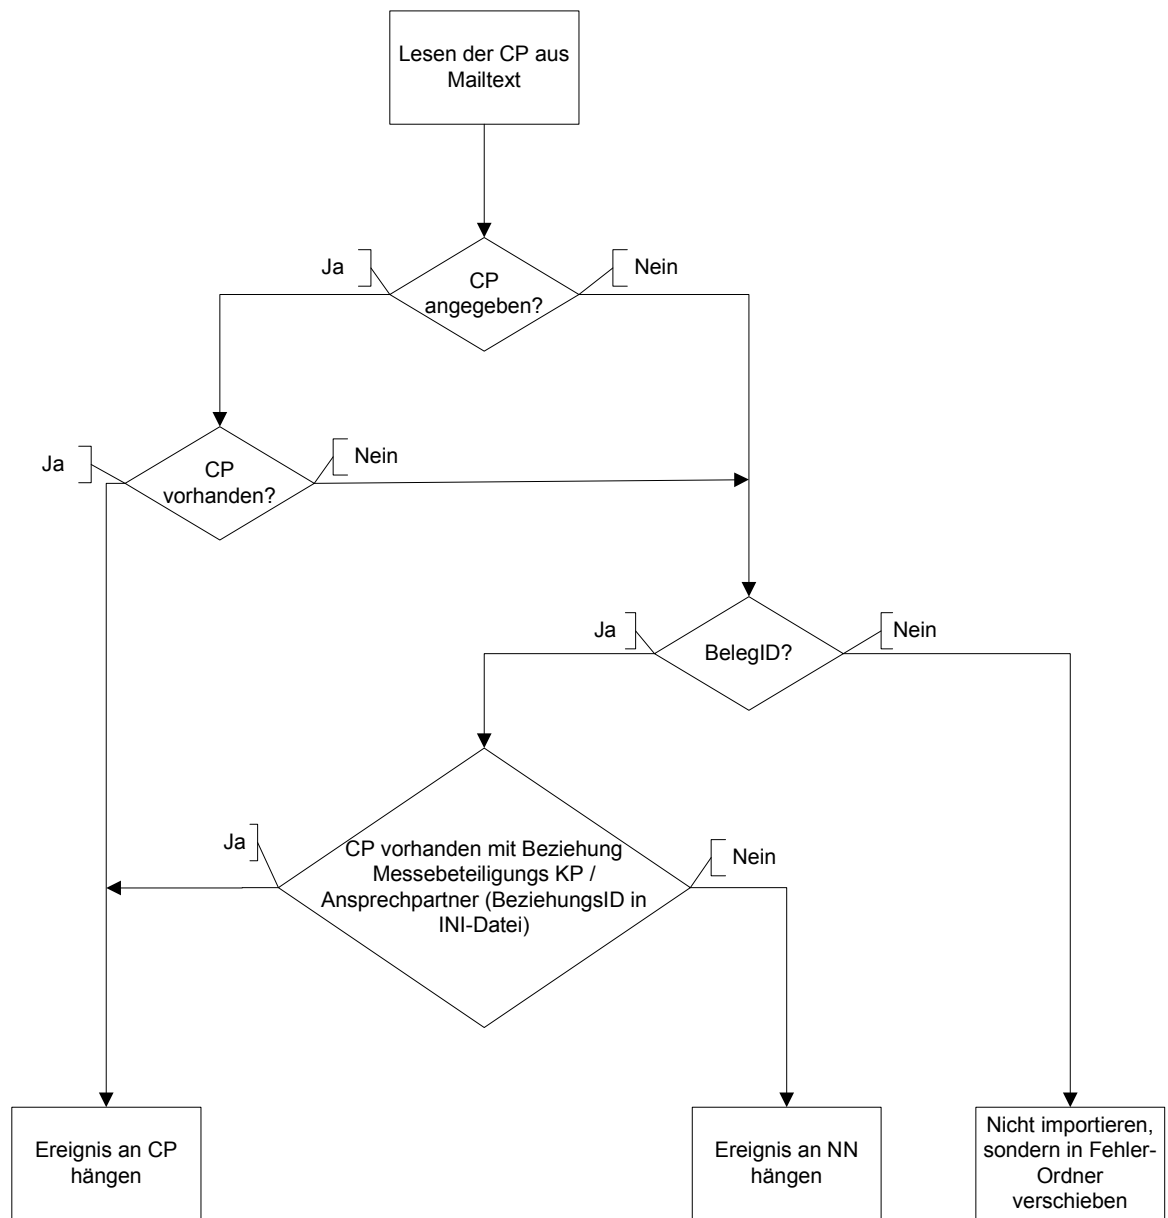 Lesen der CP aus
Mailtext
Ja
Nein
CP
angegeben?
Ja
Nein
CP
vorhanden?
Ja
Nein
BelegID?
Ja
Nein
CP vorhanden mit Beziehung
Messebeteiligungs KP /
Ansprechpartner (BeziehungsID in
INI-Datei)
Ereignis an CP
hängen
Ereignis an NN
hängen
Nicht importieren,
sondern in Fehler-
Ordner
verschieben